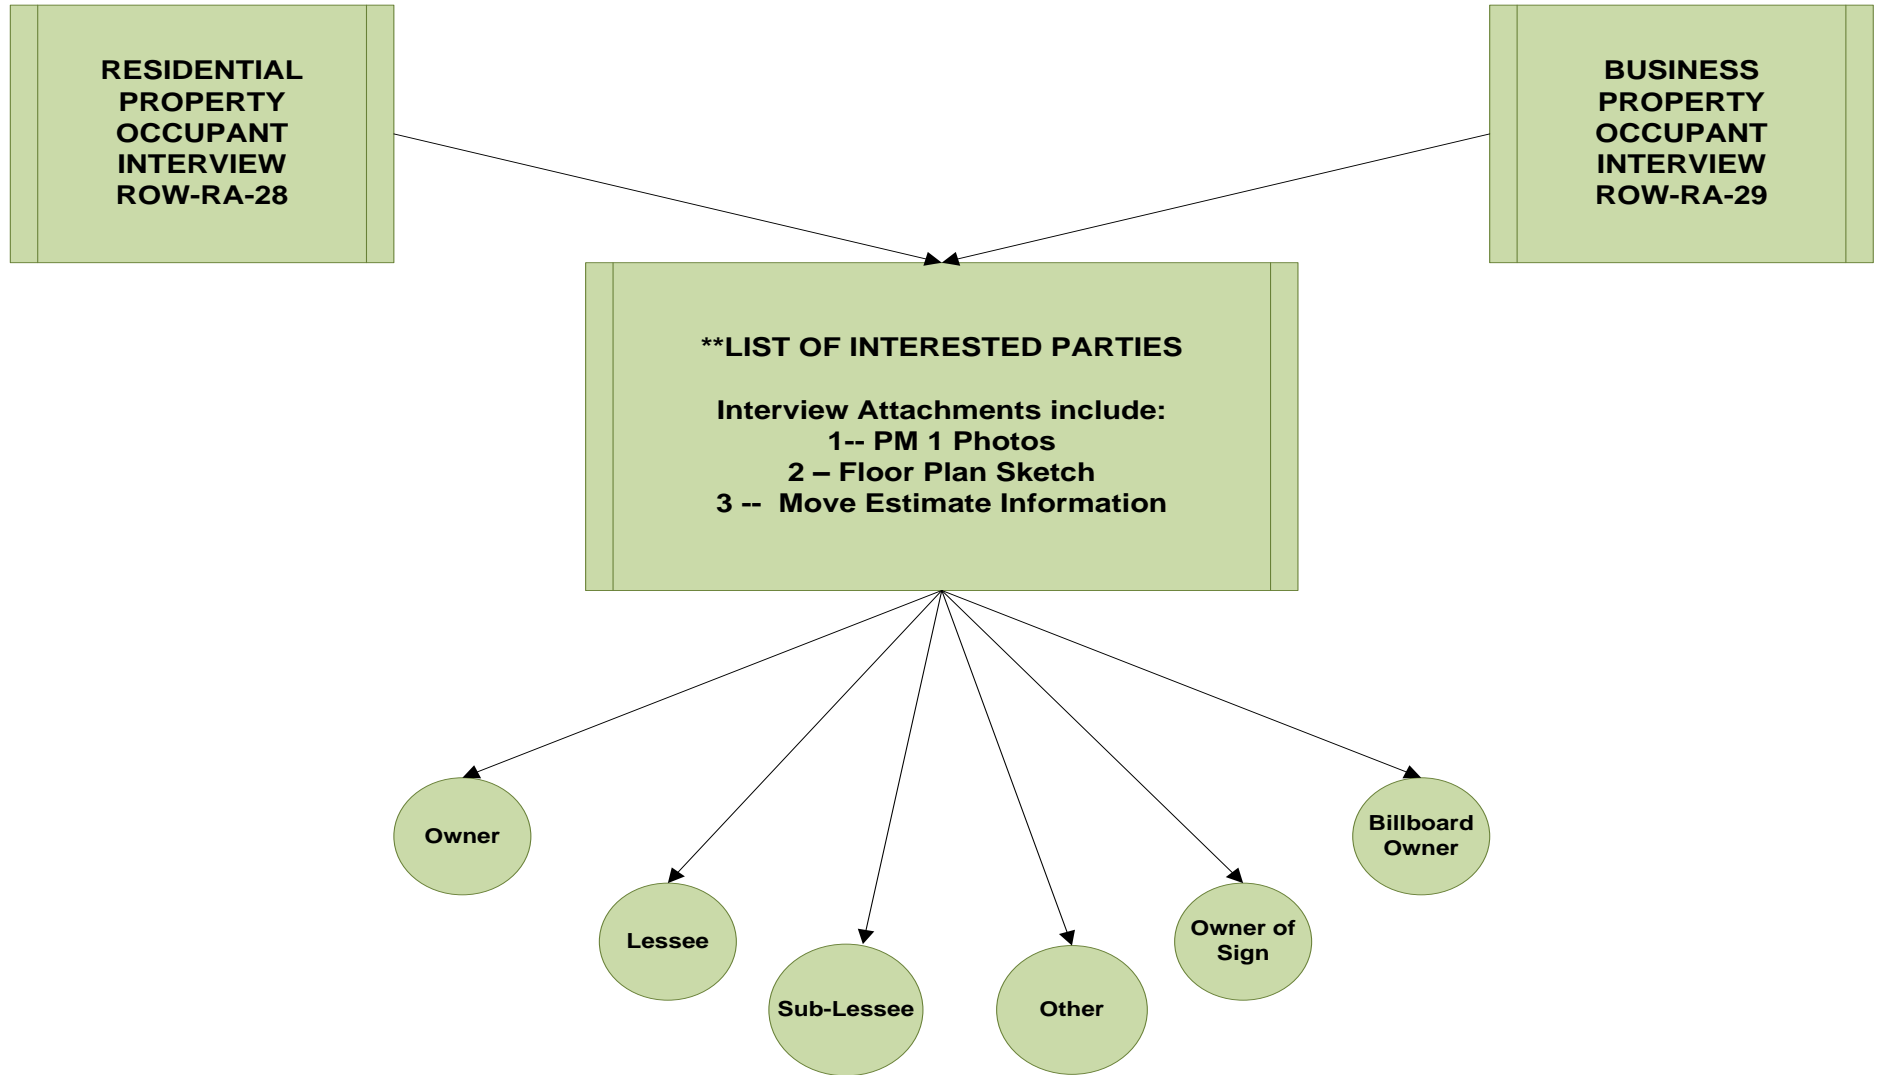 RESIDENTIAL
PROPERTY
OCCUPANT
INTERVIEW
ROW-RA-28
BUSINESS
PROPERTY
OCCUPANT
INTERVIEW
ROW-RA-29
**LIST OF INTERESTED PARTIES
Interview Attachments include:
1-- PM 1 Photos
2 – Floor Plan Sketch
3 --  Move Estimate Information
Owner
Lessee
Sub-Lessee
Other
Owner of
Sign
Billboard
Owner